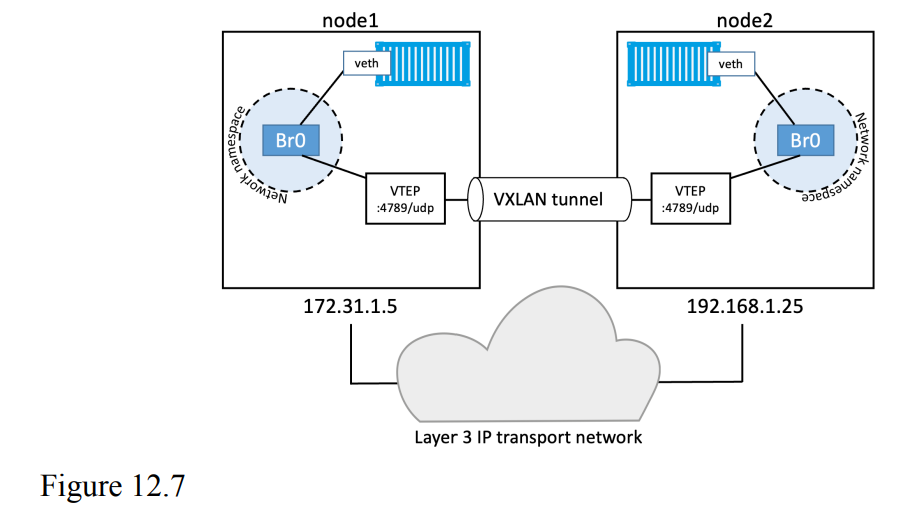 node1
node2
veth
veth
Network namespace
Br0
Br0
Network namespace
VTEP
:4789/udp
VXLAN tunnel
VTEP
:4789/udp
172.31.1.5
192.168.1.25
Layer 3 IP transport network
Figure 12.7